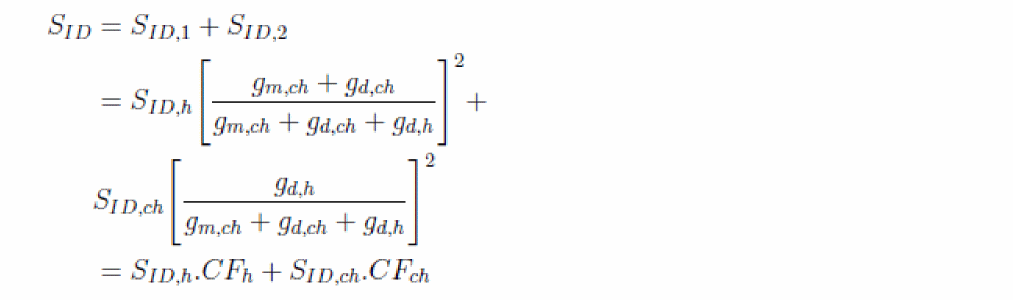 S_{ID} = S_{ID,1} + S_{ID,2}
= S_{ID,h} \left[ \frac{g_{m,ch} + g_{d,ch}}{g_{m,ch} + g_{d,ch} + g_{d,h}} \right]^2 +
S_{ID,ch} \left[ \frac{g_{d,h}}{g_{m,ch} + g_{d,ch} + g_{d,h}} \right]^2
= S_{ID,h}.CF_h + S_{ID,ch}.CF_{ch}